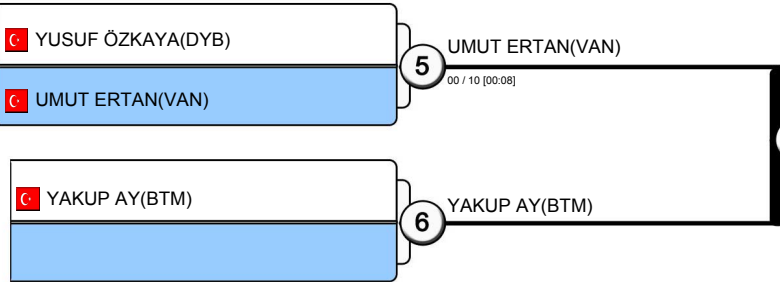 YUSUF ÖZKAYA(DYB)
UMUT ERTAN(VAN)
5
UMUT ERTAN(VAN)
00 / 10 [00:08]
YAKUP AY(BTM)
6
YAKUP AY(BTM)